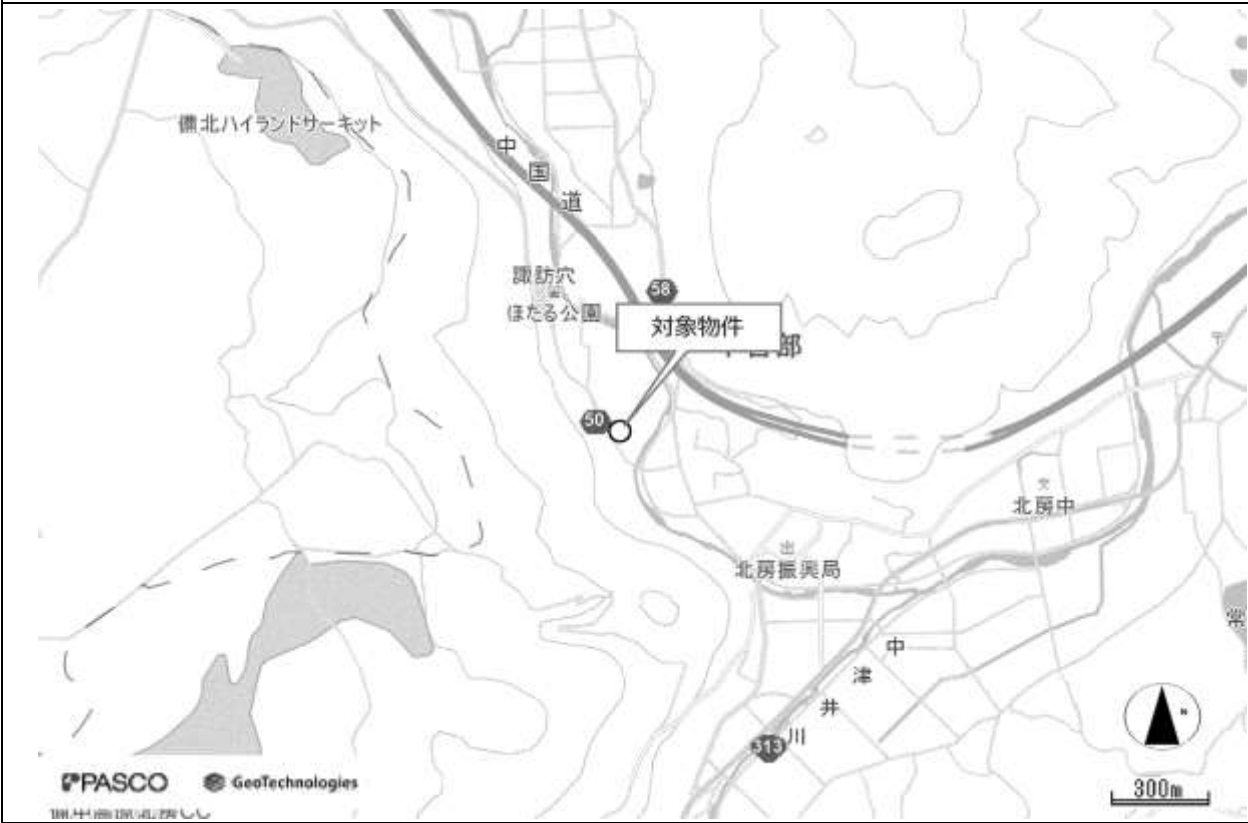 備北ハイランドサーキット
中国道
諏訪穴
ほたる公園
58
対象物件
部
50
北房中
北房振興局
中津井川
313
常
N
300m
PASCO
GeoTechnologies